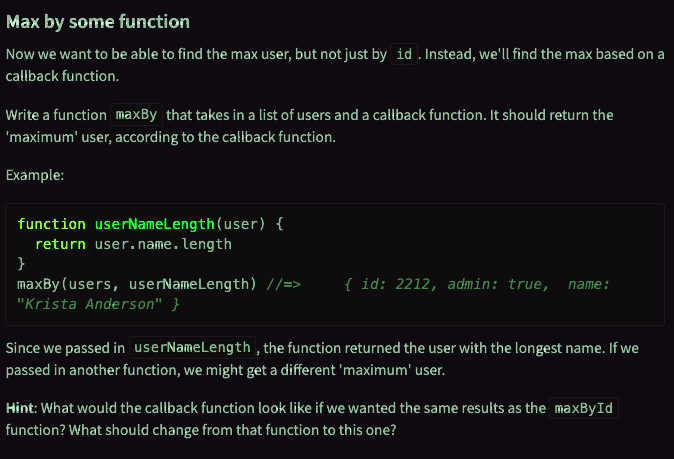 Max by some function
Now we want to be able to find the max user, but not just by id. Instead, we'll find the max based on a
callback function.
Write a function maxBy that takes in a list of users and a callback function. It should return the
'maximum' user, according to the callback function.
Example:
function userNameLength(user) {
  return user.name.length
}
maxBy(users, userNameLength) //=>     { id: 2212, admin: true,  name:
"Krista Anderson" }
Since we passed in userNameLength, the function returned the user with the longest name. If we
passed in another function, we might get a different 'maximum' user.
Hint: What would the callback function look like if we wanted the same results as the maxById
function? What should change from that function to this one?